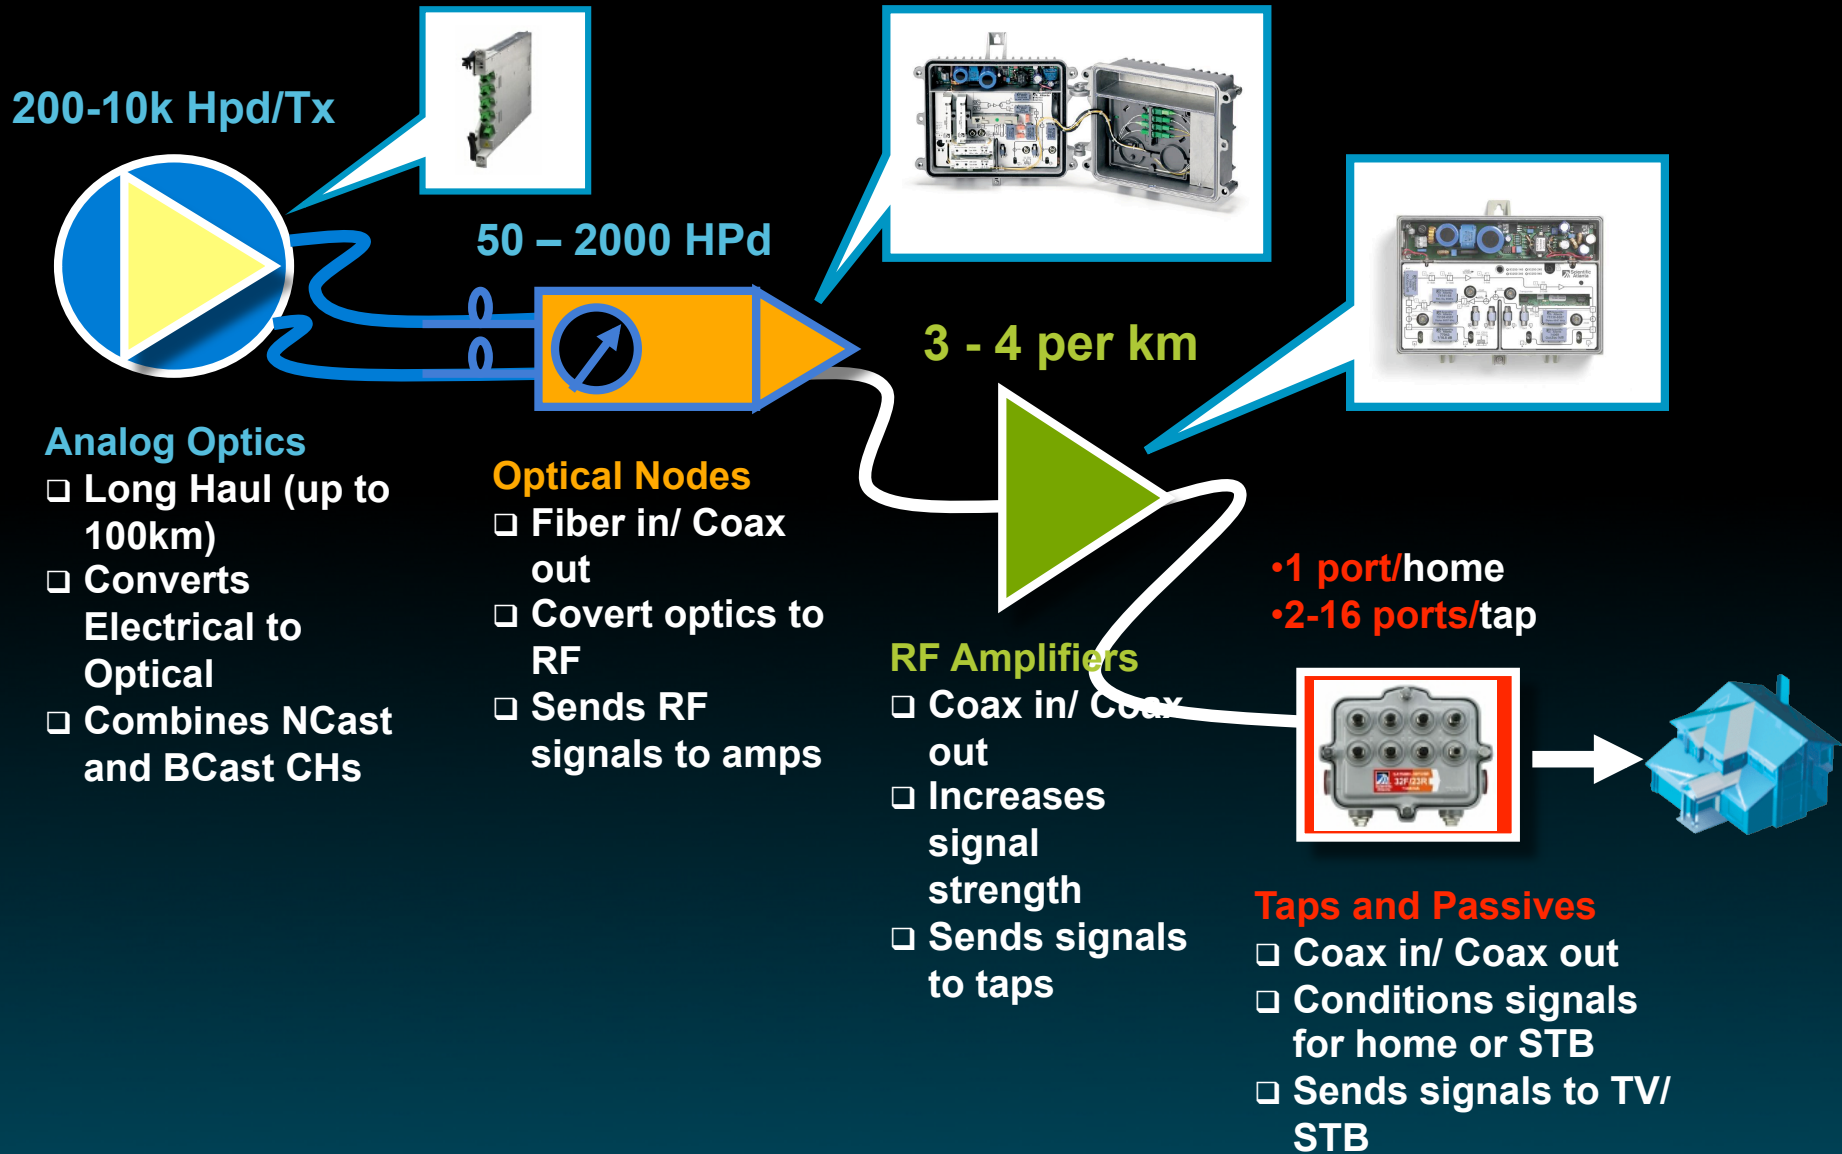 200-10k Hpd/Tx
50 – 2000 HPd
3 - 4 per km
Analog Optics
❑ Long Haul (up to
100km)
❑ Converts
Electrical to
Optical
❑ Combines NCast
and BCast CHs
Optical Nodes
❑ Fiber in/ Coax
out
❑ Covert optics to
RF
❑ Sends RF
signals to amps
RF Amplifiers
❑ Coax in/ Coax
out
❑ Increases
signal
strength
❑ Sends signals
to taps
•1 port/home
•2-16 ports/tap
Scientific
Atlanta
32F/23R
Taps and Passives
❑ Coax in/ Coax out
❑ Conditions signals
for home or STB
❑ Sends signals to TV/
STB